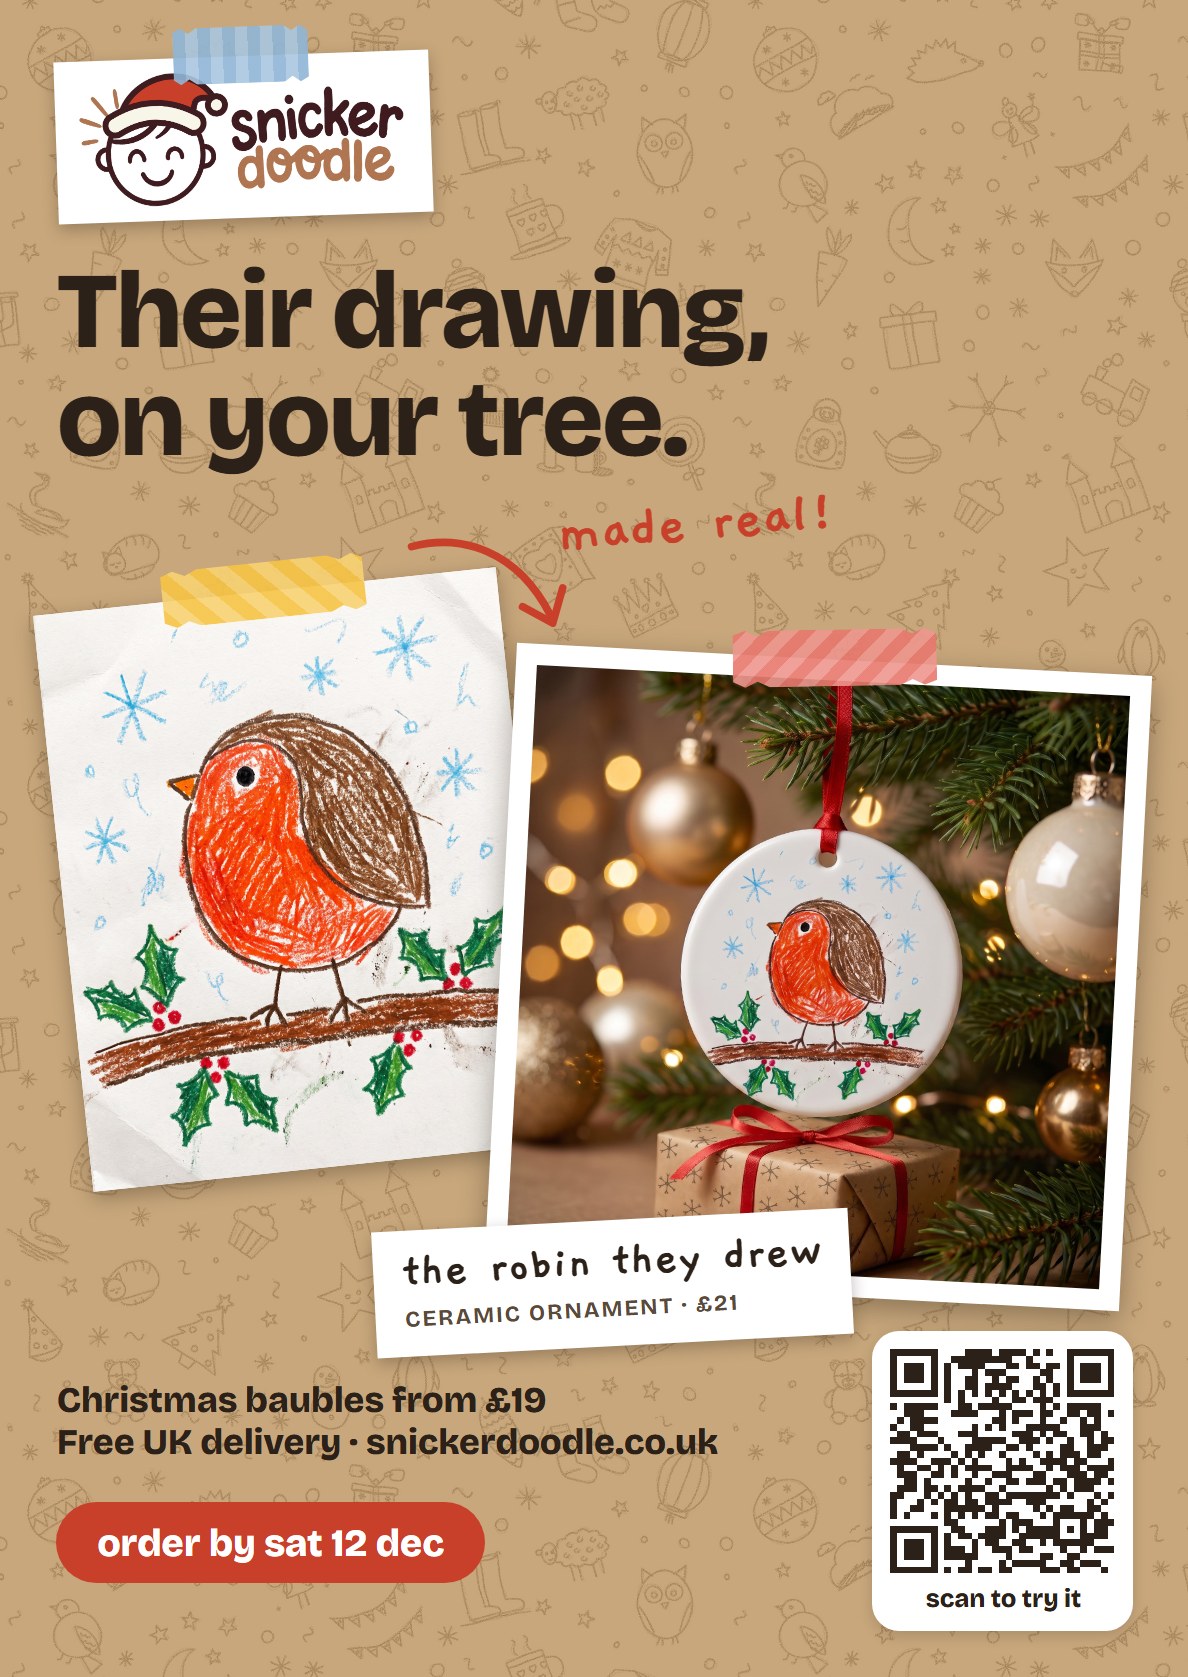 snicker
doodle
Their drawing,
on your tree.
made real!
the robin they drew
CERAMIC ORNAMENT · £21
Christmas baubles from £19
Free UK delivery · snickerdoodle.co.uk
order by sat 12 dec
scan to try it